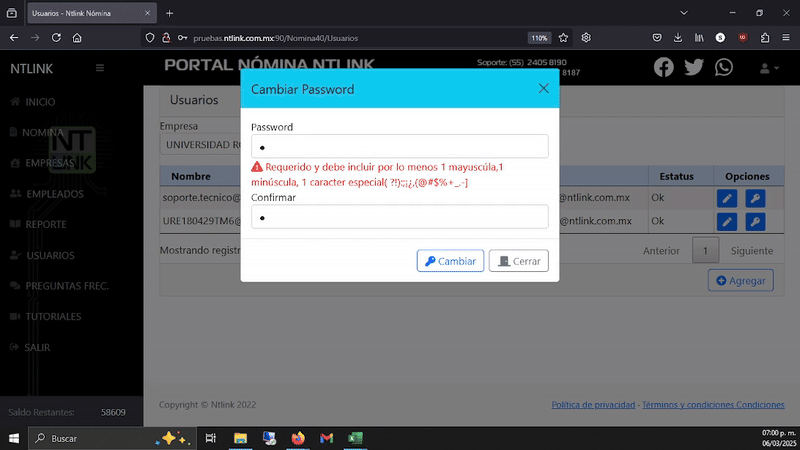 Usuarios - Ntlink Nómina
pruebas.ntlink.com.mx:90/Nomina40/Usuarios
110%
NTLINK
PORTAL NÓMINA NTLINK
Soporte: (55) 2405 8190
8187
INICIO
NOMINA
EMPRESAS
EMPLEADOS
REPORTE
USUARIOS
PREGUNTAS FREC.
TUTORIALES
SALIR
Saldo Restantes: 58609
NT
LINK
Usuarios
Empresa
UNIVERSIDAD RO
Nombre
Estatus
Opciones
soporte.tecnico@
@ntlink.com.mx
Ok
URE180429TM6@
@ntlink.com.mx
Ok
Mostrando registr
Anterior
1
Siguiente
Agregar
Cambiar Password
Password
Requerido y debe incluir por lo menos 1 mayuscúla,1
minúscula, 1 caracter especial( ?!):;¡¿,(@#$%+_.-]
Confirmar
Cambiar
Cerrar
Copyright © Ntlink 2022
Política de privacidad · Términos y condiciones Condiciones
Buscar
07:00 p. m.
06/03/2025